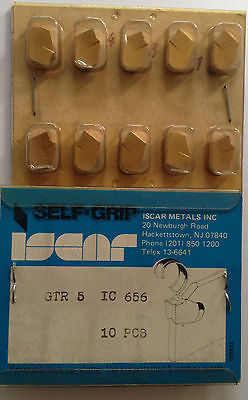 SELF-GRIP
iscar
ISCAR METALS INC
20 Newburgh Road
Hackettstown, NJ.07840
Phone (201) 850 1200
Telex 13-6641
GTR 5 IC 656
10 PCS